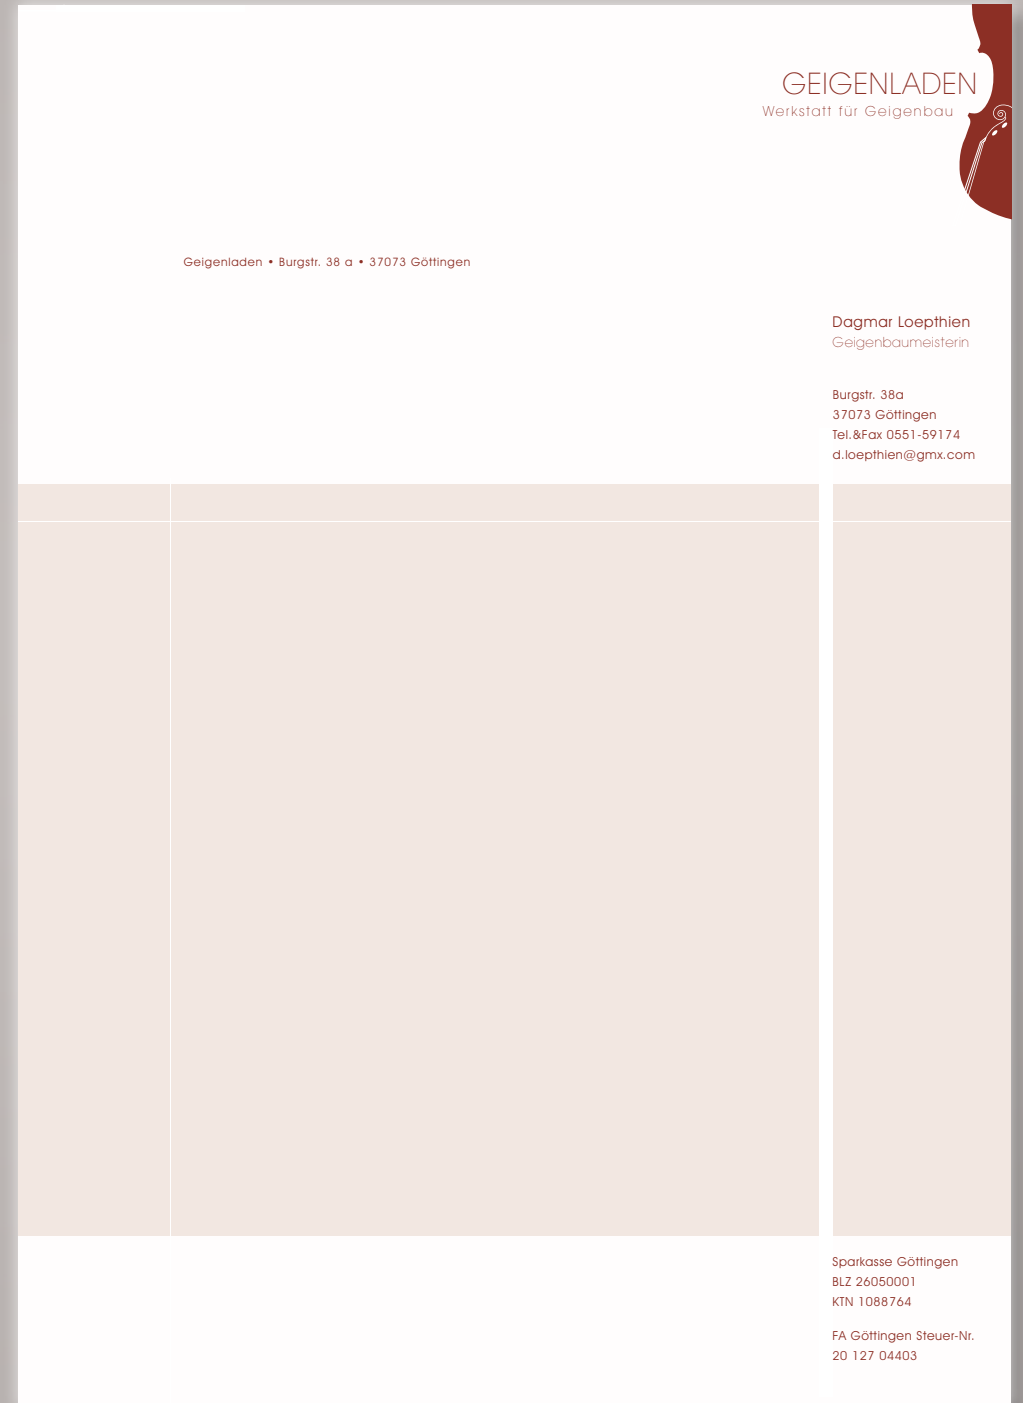 GEIGENLADEN
Werkstatt für Geigenbau
Geigenladen • Burgstr. 38 a • 37073 Göttingen
Dagmar Loepthien
Geigenbaumeisterin
Burgstr. 38a
37073 Göttingen
Tel.&Fax 0551-59174
d.loepthien@gmx.com
Sparkasse Göttingen
BLZ 26050001
KTN 1088764
FA Göttingen Steuer-Nr.
20 127 04403